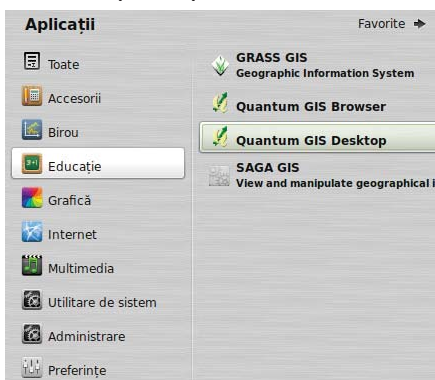 Aplicații
Favorite
Toate
Accesorii
Birou
Educație
Grafică
Internet
Multimedia
Utilitare de sistem
Administrare
Preferințe
GRASS GIS
Geographic Information System
Quantum GIS Browser
Quantum GIS Desktop
SAGA GIS
View and manipulate geographical i